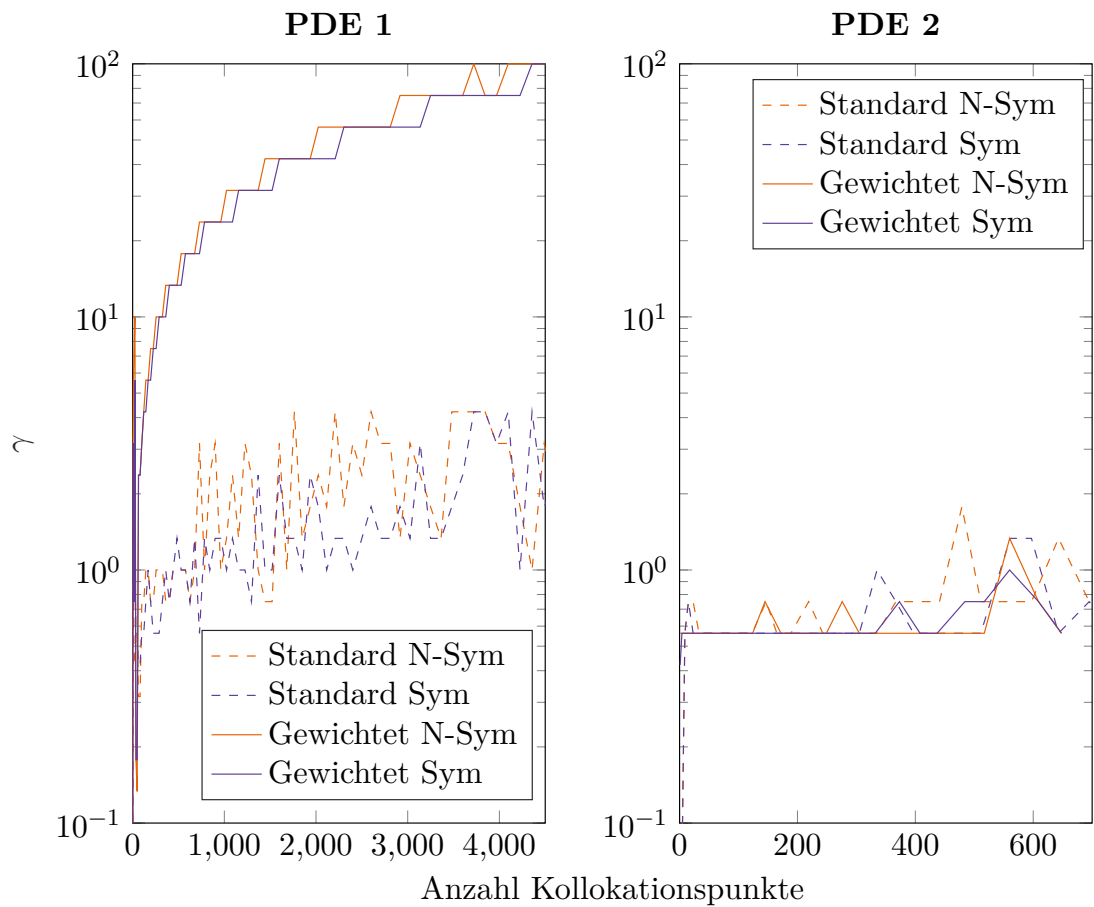 PDE 1
PDE 2
10^2
10^1
10^0
10^−1
γ
Standard N-Sym
Standard Sym
Gewichtet N-Sym
Gewichtet Sym
0
1,000
2,000
3,000
4,000
10^2
10^1
10^0
10^−1
Standard N-Sym
Standard Sym
Gewichtet N-Sym
Gewichtet Sym
0
200
400
600
Anzahl Kollokationspunkte